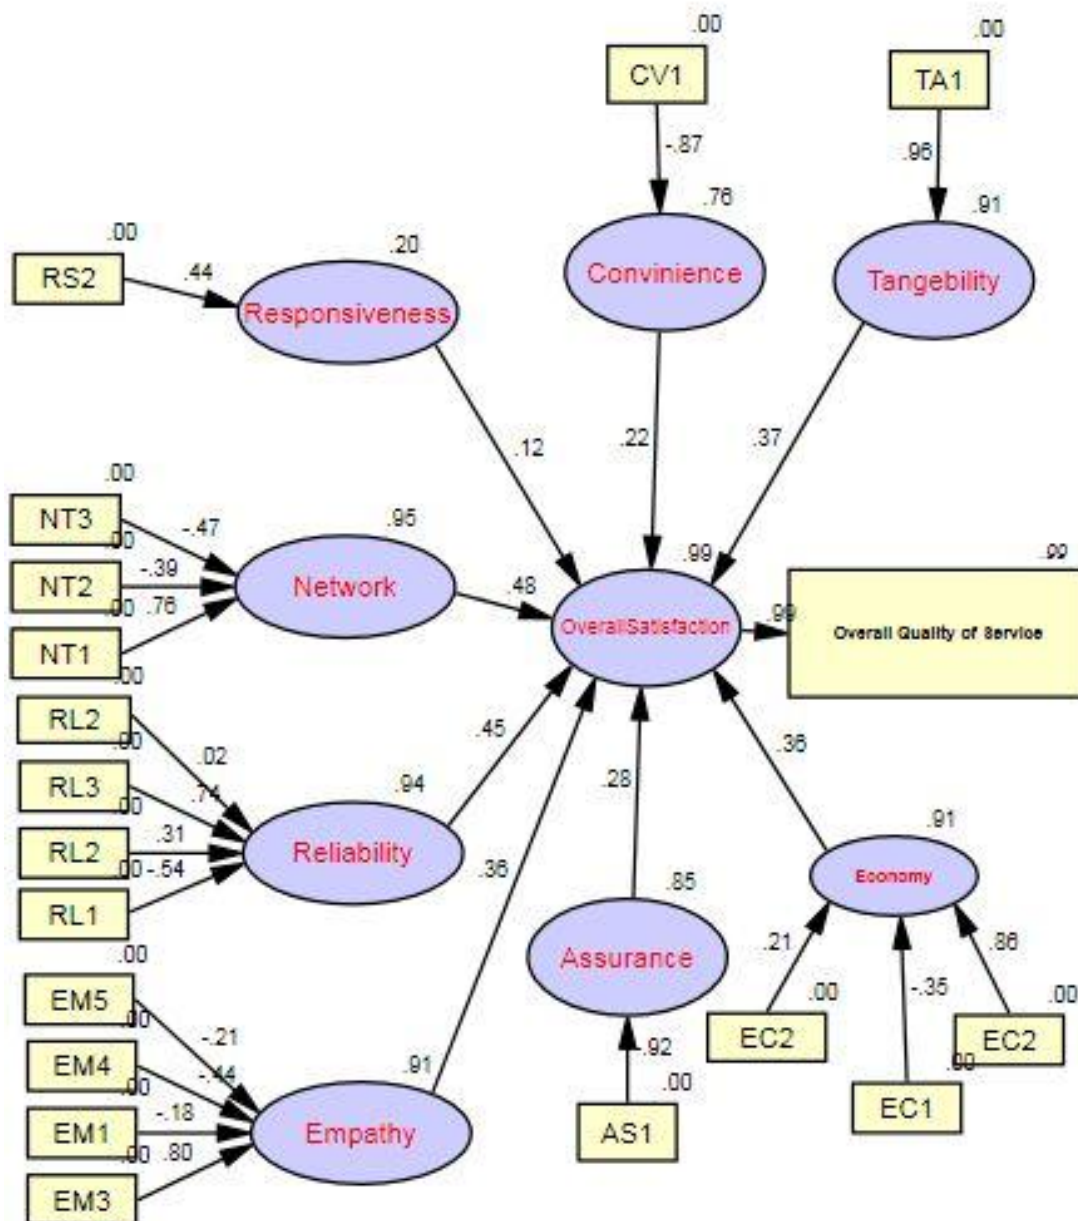 .00
.00
CV1
TA1
-.87
.96
.00
.76
.91
.20
RS2
.44
Convinience
Tangebility
Responsiveness
.12
.22
.37
.00
NT3
-.47
.95
.00
.99
.99
NT2
-.39
Network
.48
.00
.76
OverallSatisfaction
.99
Overall Quality of Service
NT1
.00
RL2
.00
.02
.45
.36
RL3
.74
.94
.28
.00
RL2
.31
Reliability
.00
-.54
.36
.91
.85
Economy
RL1
.00
Assurance
.21
.86
EM5
.00
-.21
.00
-.35
.00
EC2
EC2
EM4
-.44
.91
-.92
.00
.00
.00
EC1
EM1
-.18
Empathy
AS1
.00
.80
EM3